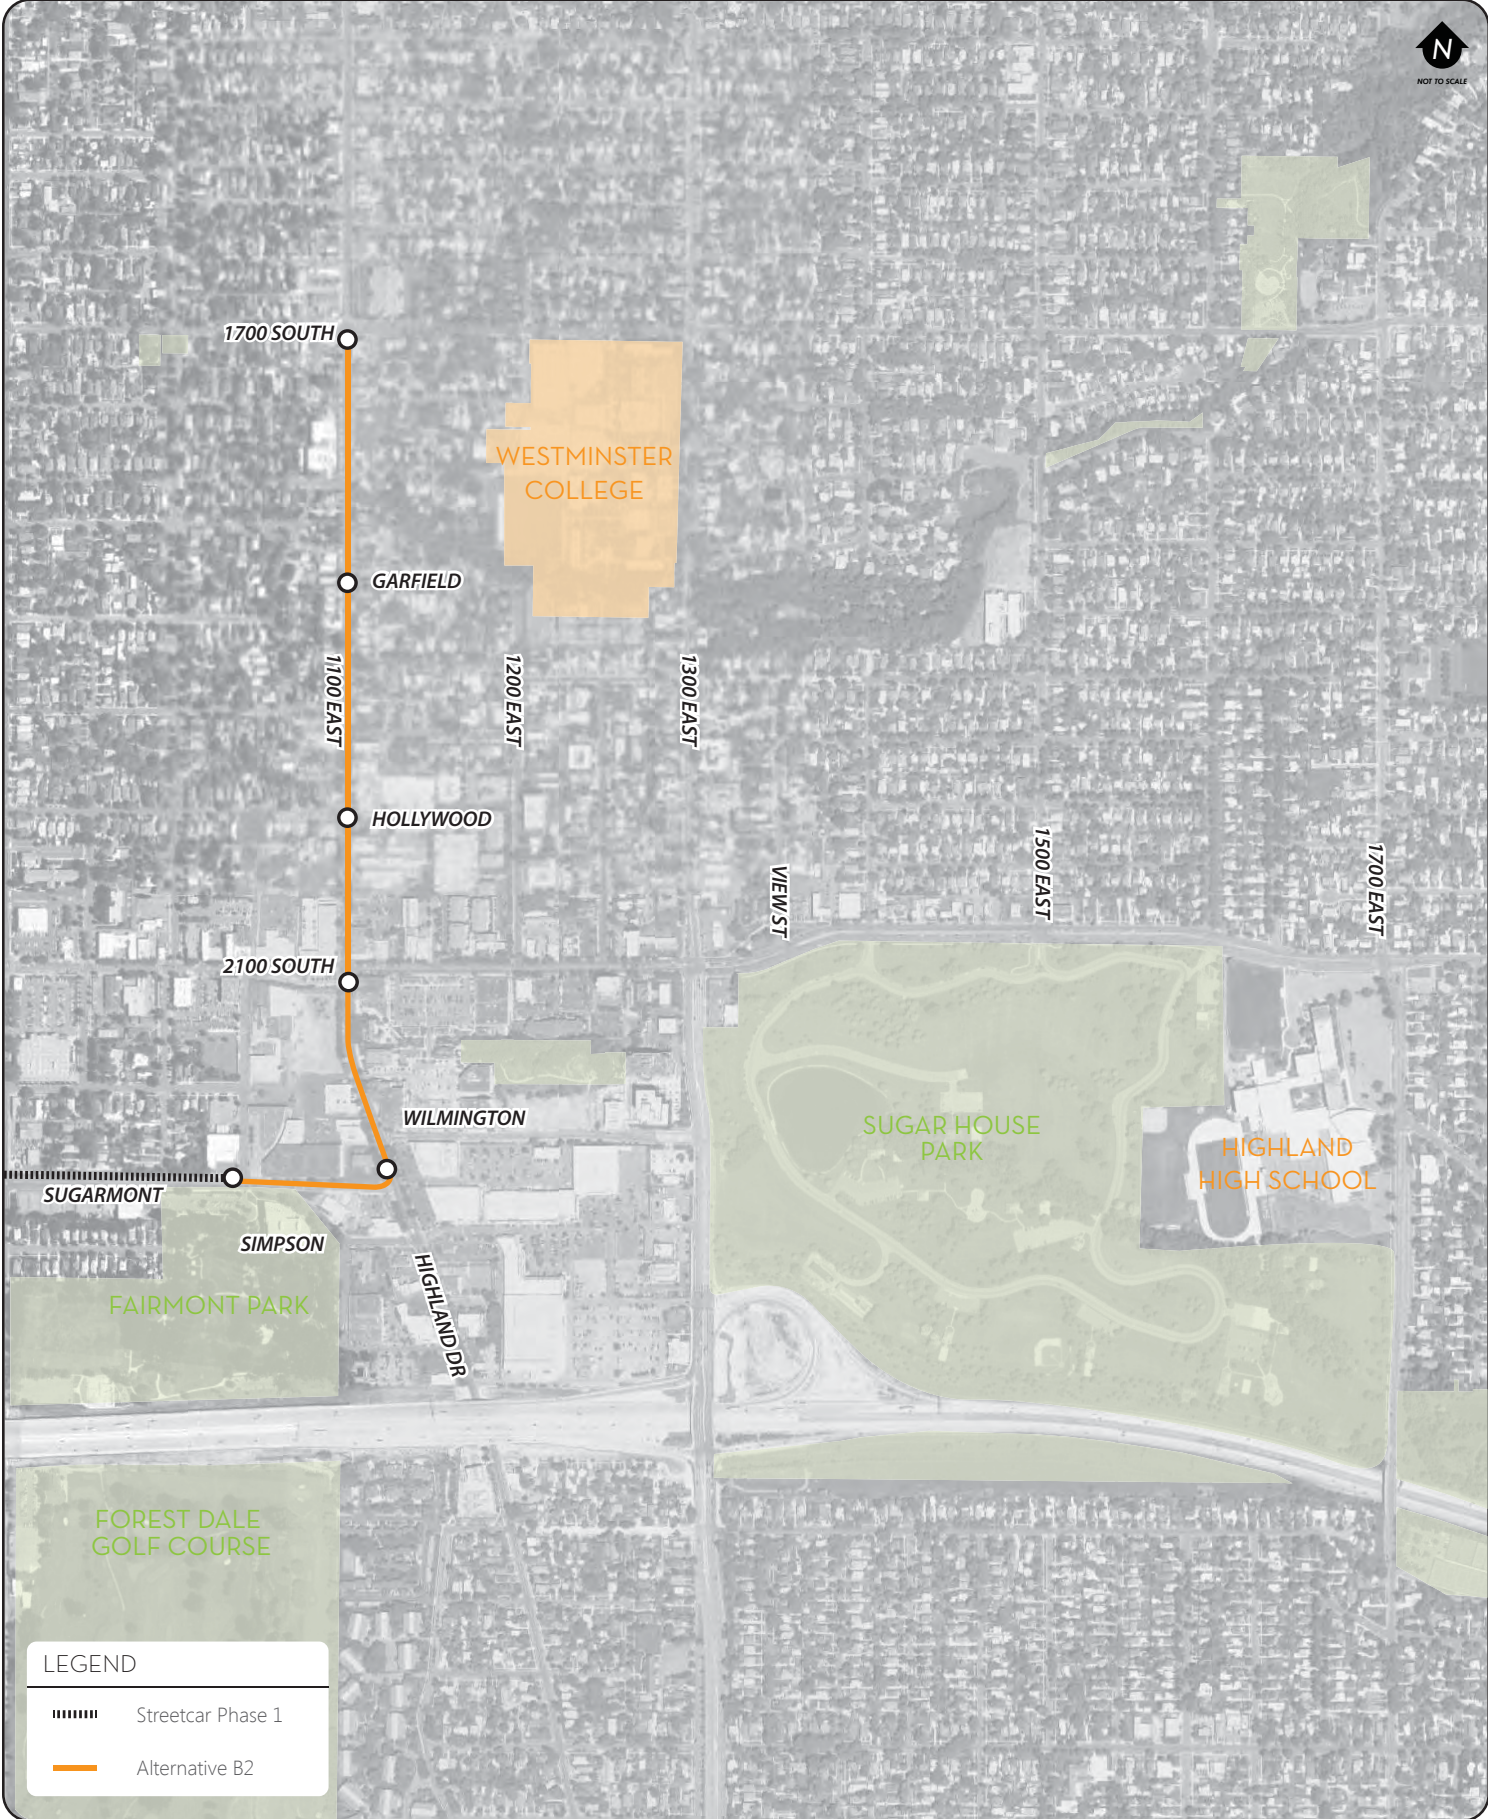 N
NOT TO SCALE
1700 SOUTH
WESTMINSTER
COLLEGE
GARFIELD
1100 EAST
1200 EAST
1300 EAST
HOLLYWOOD
VIEW ST
1500 EAST
1700 EAST
2100 SOUTH
WILMINGTON
SUGAR HOUSE
PARK
HIGHLAND
HIGH SCHOOL
SUGARMONT
SIMPSON
HIGHLAND DR
FAIRMONT PARK
FOREST DALE
GOLF COURSE
LEGEND
Streetcar Phase 1
Alternative B2